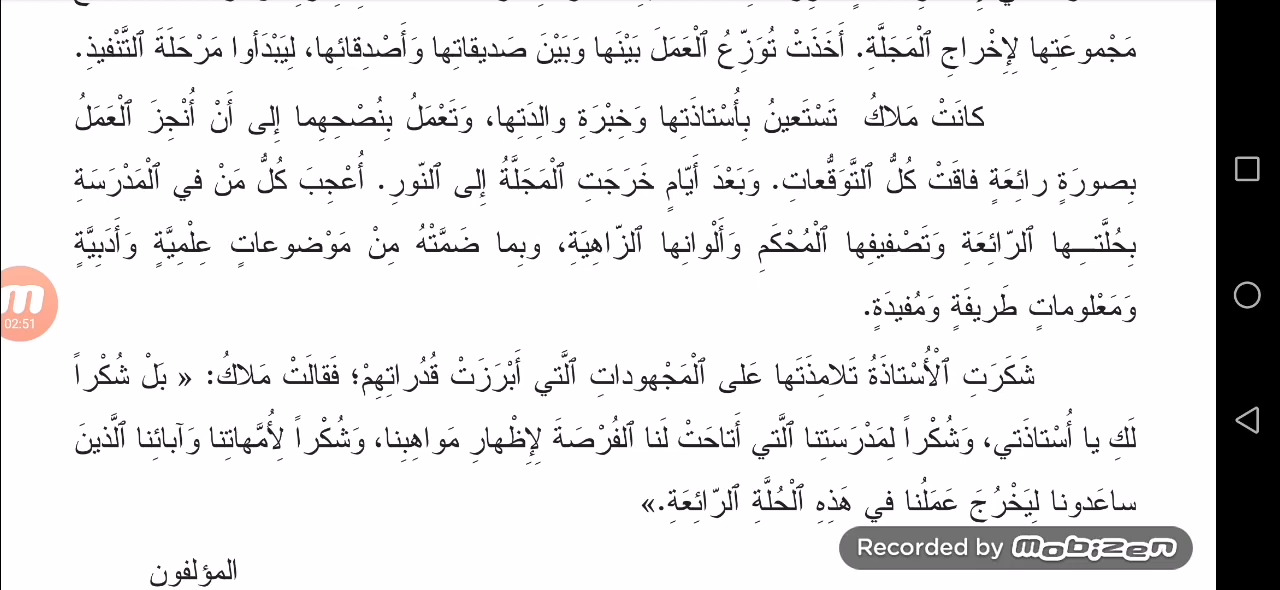 مَجْموعَتِها لِإِخْراجِ ٱلْمَجَلَّةِ. أَخَذَتْ تُوَزِّعُ ٱلْعَمَلَ بَيْنَها وَبَيْنَ صَديقاتِها وَأَصْدِقائِها، لِيَبْدَأوا مَرْحَلَةَ ٱلتَّنْفيذِ.
كانَتْ مَلاكُ تَسْتَعينُ بِأُسْتاذَتِها وَخِبْرَةِ والِدَتِها، وَتَعْمَلُ بِنُصْحِهِما إِلى أَنْ أُنْجِزَ ٱلْعَمَلُ
بِصورَةٍ رائِعَةٍ فاقَتْ كُلَّ ٱلتَّوَقُّعاتِ. وَبَعْدَ أَيّامٍ خَرَجَتِ ٱلْمَجَلَّةُ إِلى ٱلنّورِ. أُعْجِبَ كُلُّ مَنْ في ٱلْمَدْرَسَةِ
بِحُلَّتِـــها ٱلرّائِعَةِ وَتَصْفيفِها ٱلْمُحْكَمِ وَأَلْوانِها ٱلزّاهِيَةِ، وبِما ضَمَّتْهُ مِنْ مَوْضوعاتٍ عِلْمِيَّةٍ وَأَدَبِيَّةٍ
وَمَعْلوماتٍ طَريفَةٍ وَمُفيدَةٍ.
شَكَرَتِ ٱلْأُسْتاذَةُ تَلامِذَتَها عَلى ٱلْمَجْهوداتِ ٱلَّتي أَبْرَزَتْ قُدُراتِهِمْ؛ فَقالَتْ مَلاكُ: « بَلْ شُكْراً
لَكِ يا أُسْتاذَتي، وَشُكْراً لِمَدْرَسَتِنا ٱلَّتي أَتاحَتْ لَنا ٱلفُرْصَةَ لِإِظْهارِ مَواهِبِنا، وَشُكْراً لِأُمَّهاتِنا وَآبائِنا ٱلَّذينَ
ساعَدونا لِيَخْرُجَ عَمَلُنا في هَذِهِ ٱلْحُلَّةِ ٱلرّائِعَةِ.»
المؤلفون
02:51
Recorded by Mobizen